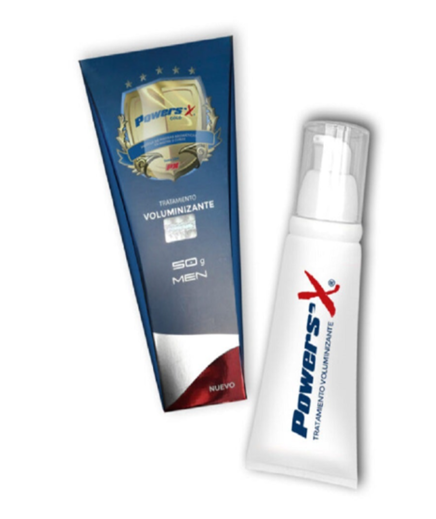 Powers·X
TRATAMIENTO
VOLUMINIZANTE
50 g
MEN
NUEVO
Powers·X®
TRATAMIENTO VOLUMINIZANTE